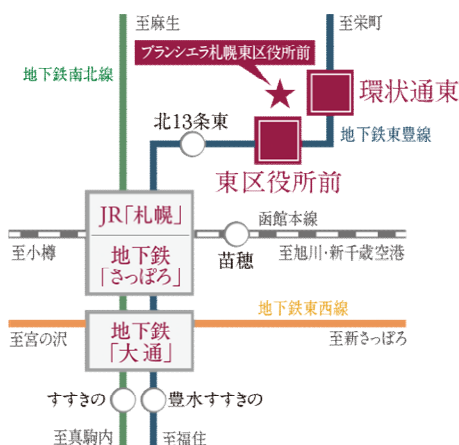 至麻生
至栄町
ブランシエラ札幌東区役所前
地下鉄南北線
環状通東
北13条東
地下鉄東豊線
東区役所前
JR「札幌」
函館本線
至小樽
地下鉄
「さっぽろ」
苗穂
至旭川・新千歳空港
地下鉄東西線
至宮の沢
地下鉄
「大通」
至新さっぽろ
すすきの
豊水すすきの
至真駒内
至福住